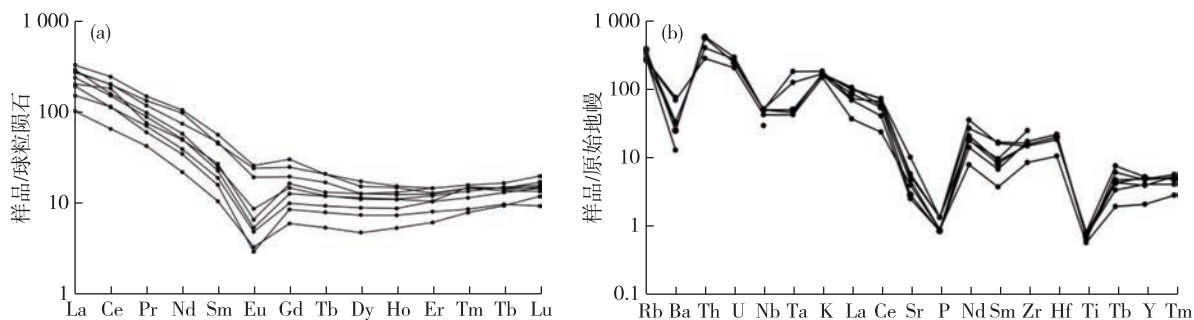 (a)
1 000
100
10
1
样品/球粒陨石
La Ce Pr Nd Sm Eu Gd Tb Dy Ho Er Tm Tb Lu
(b)
1 000
100
10
1
0.1
样品/原始地幔
Rb Ba Th U Nb Ta K La Ce Sr P Nd Sm Zr Hf Ti Tb Y Tm